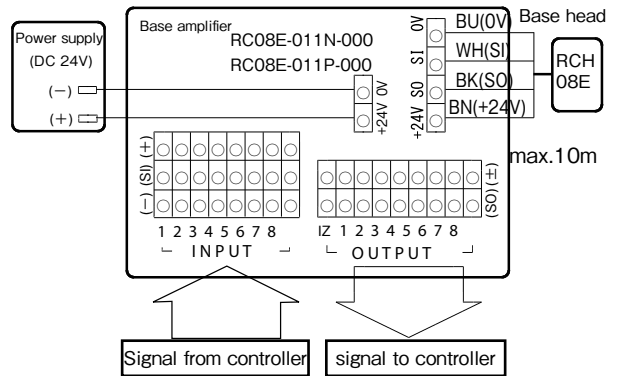 Base amplifier
RC08E-011N-000
RC08E-011P-000
Power supply
(DC 24V)
(−)
(+)
0V
+24V
0V
SI
SO
+24V
BU(0V)
WH(SI)
BK(SO)
BN(+24V)
Base head
RCH
08E
max.10m
(+)
(SI)
(−)
1 2 3 4 5 6 7 8
INPUT
(±)
(SO)
IZ 1 2 3 4 5 6 7 8
OUTPUT
Signal from controller
signal to controller